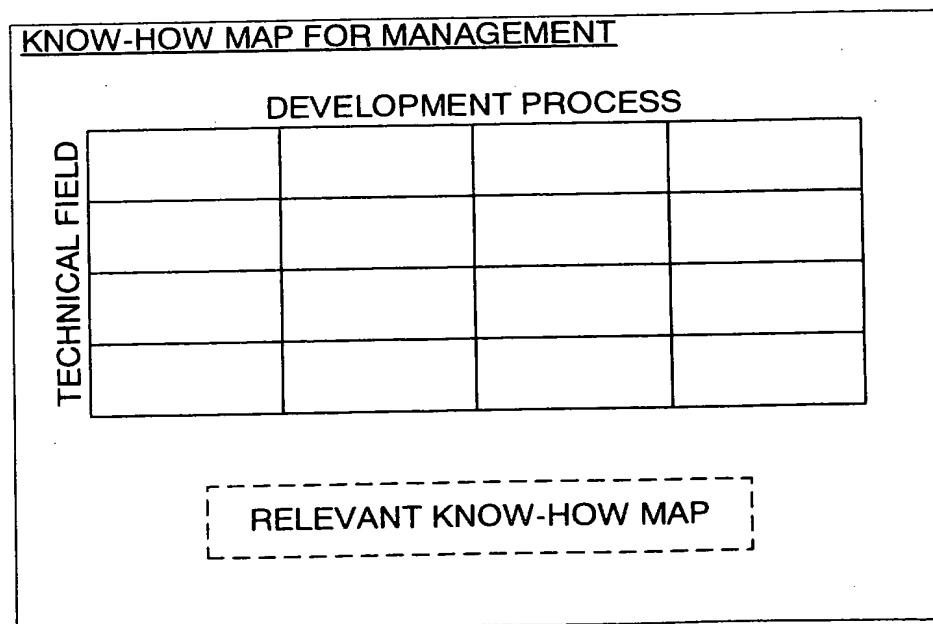 KNOW-HOW MAP FOR MANAGEMENT
DEVELOPMENT PROCESS
TECHNICAL FIELD
RELEVANT KNOW-HOW MAP